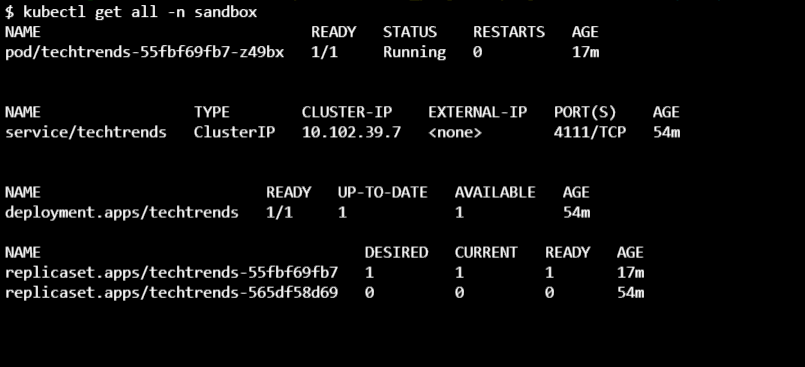 $ kubectl get all -n sandbox
NAME READY STATUS RESTARTS AGE
pod/techtrends-55fbf69fb7-z49bx 1/1 Running 0 17m
NAME TYPE CLUSTER-IP EXTERNAL-IP PORT(S) AGE
service/techtrends ClusterIP 10.102.39.7 <none> 4111/TCP 54m
NAME READY UP-TO-DATE AVAILABLE AGE
deployment.apps/techtrends 1/1 1 1 54m
NAME DESIRED CURRENT READY AGE
replicaset.apps/techtrends-55fbf69fb7 1 1 1 17m
replicaset.apps/techtrends-565df58d69 0 0 0 54m